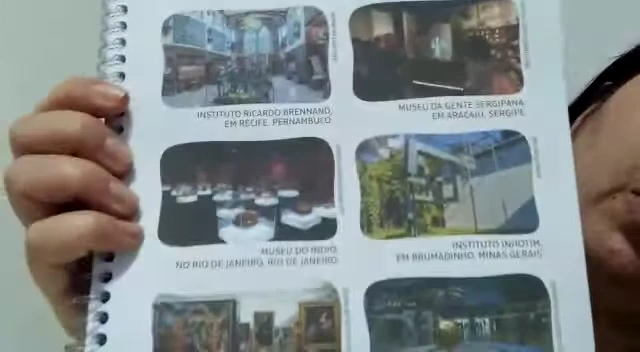 INSTITUTO RICARDO BRENNAND,
EM RECIFE, PERNAMBUCO
MUSEU DA GENTE SERGIPANA
EM ARACAJU, SERGIPE
MUSEU DO ÍNDIO,
NO RIO DE JANEIRO, RIO DE JANEIRO
INSTITUTO INHOTIM,
EM BRUMADINHO, MINAS GERAIS